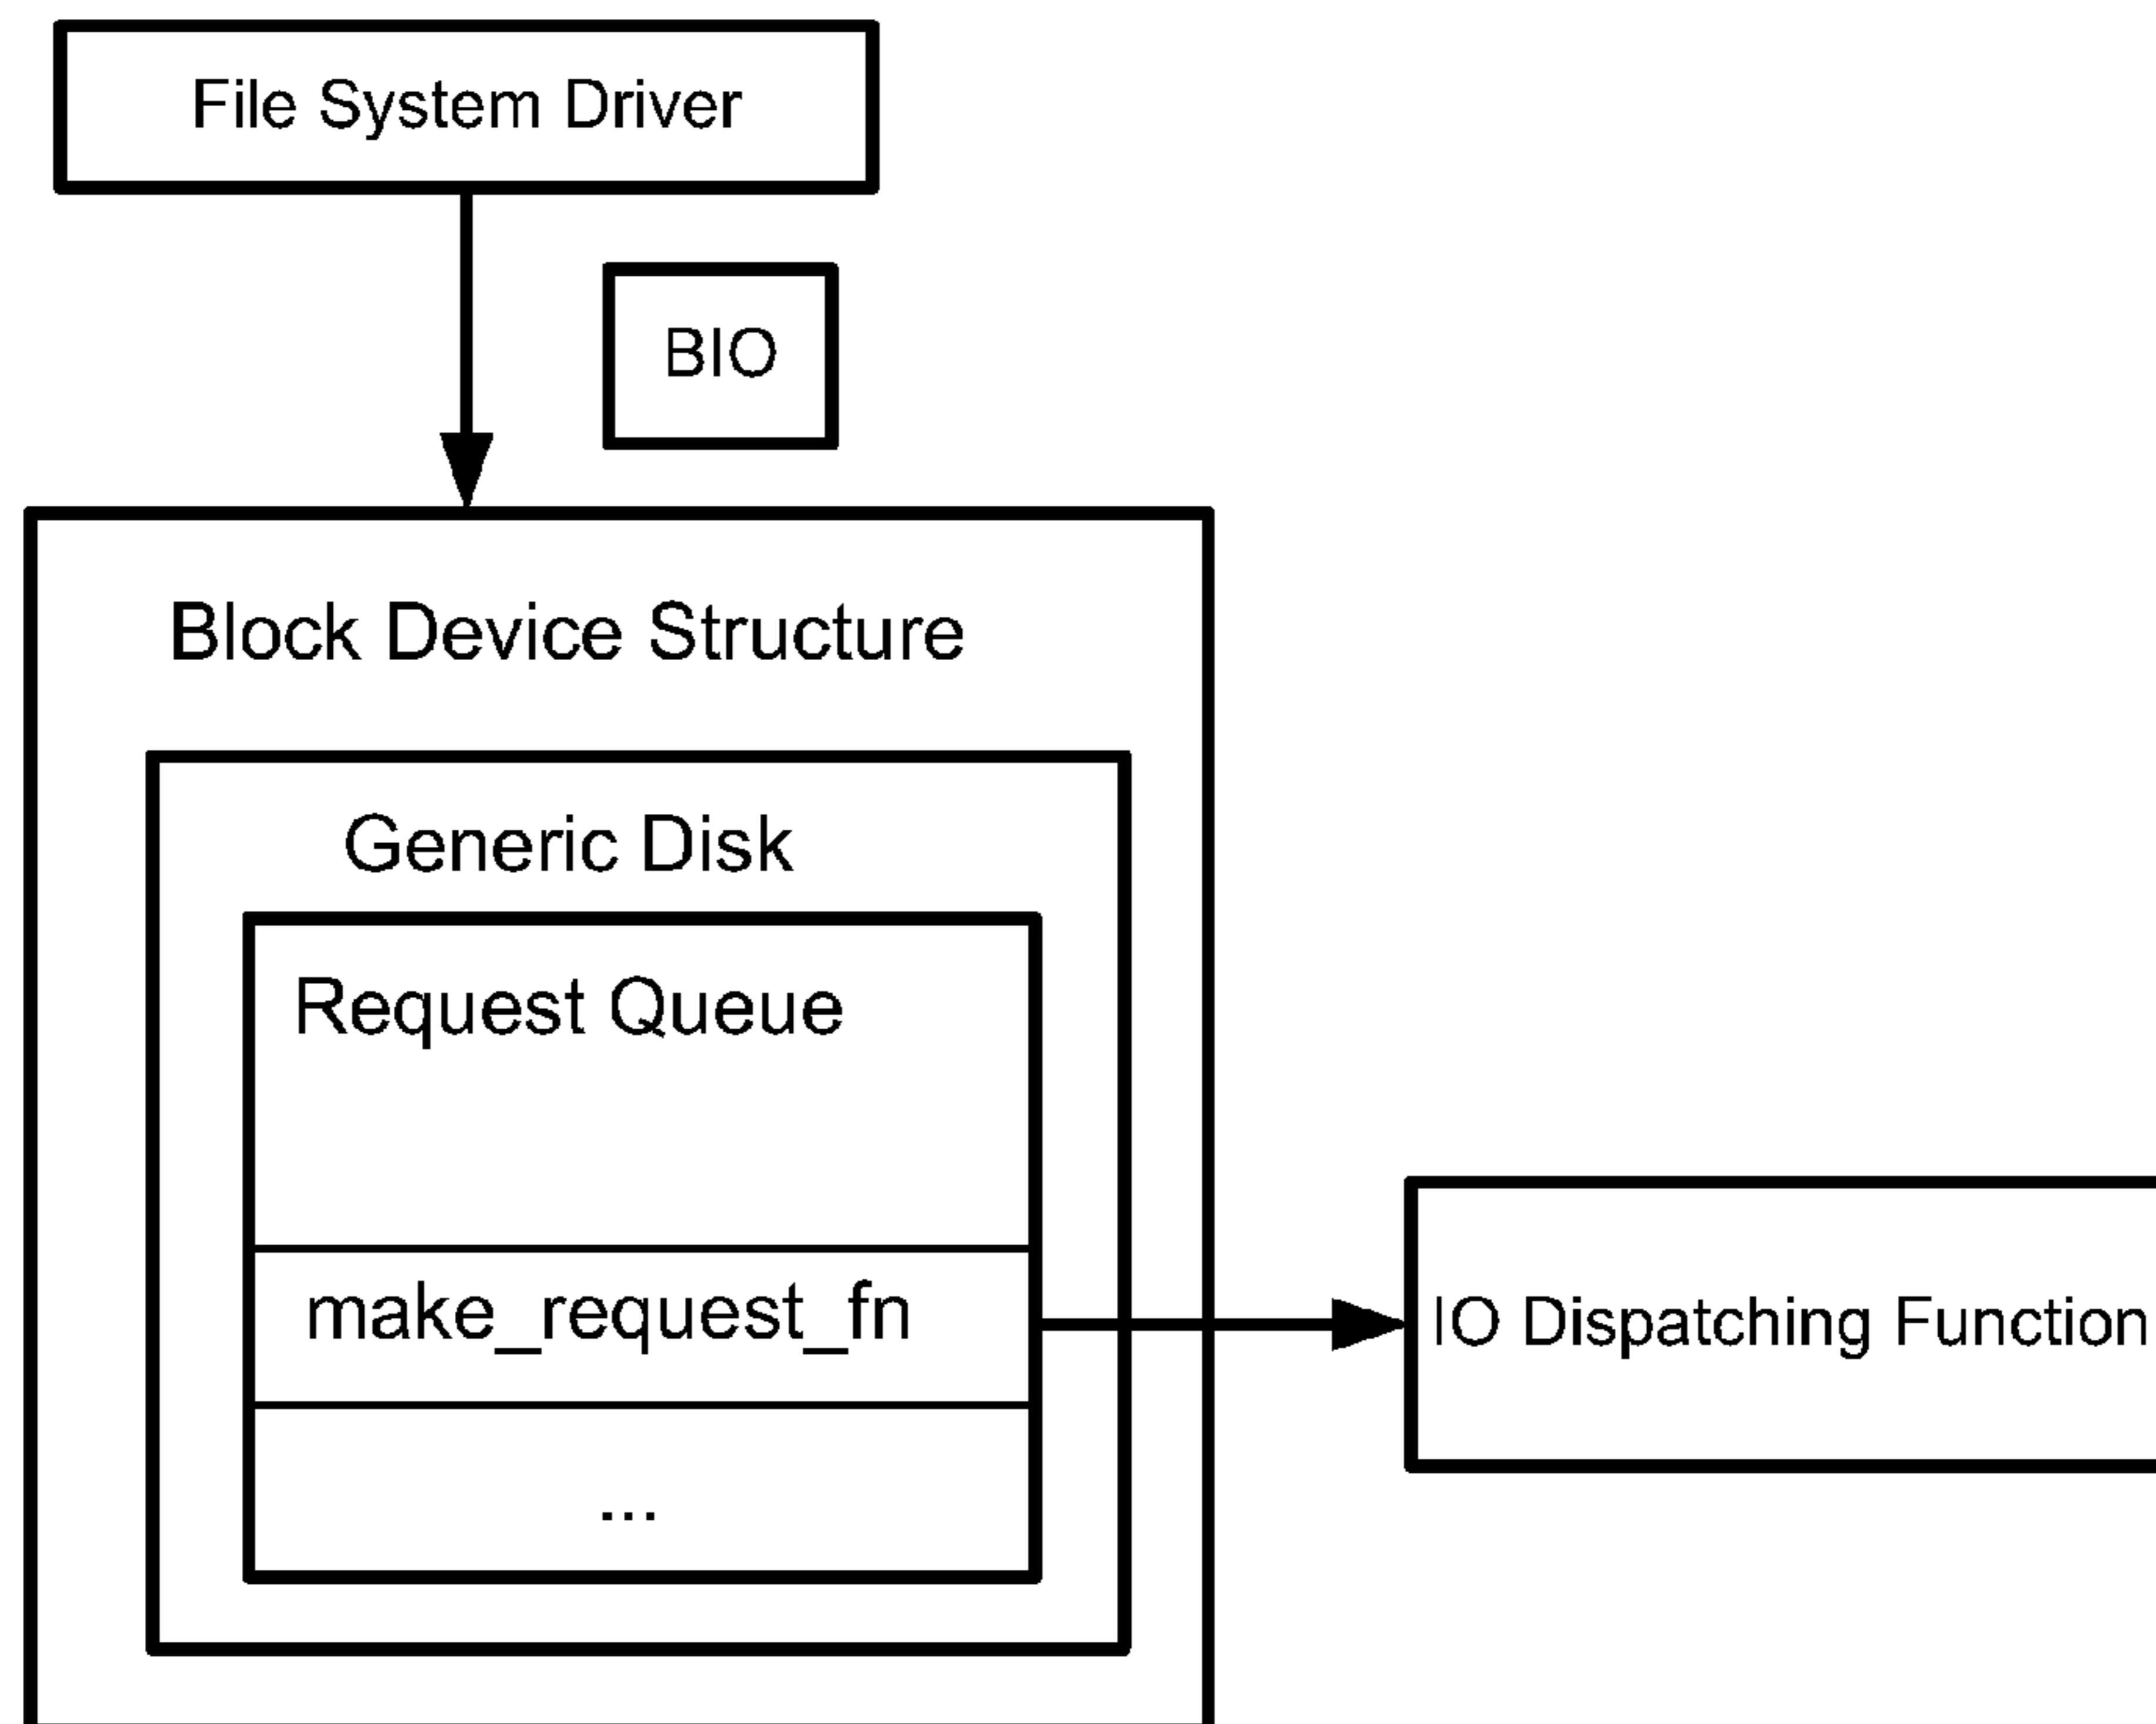 File System Driver
BIO
Block Device Structure
Generic Disk
Request Queue
make_request_fn
IO Dispatching Function
...